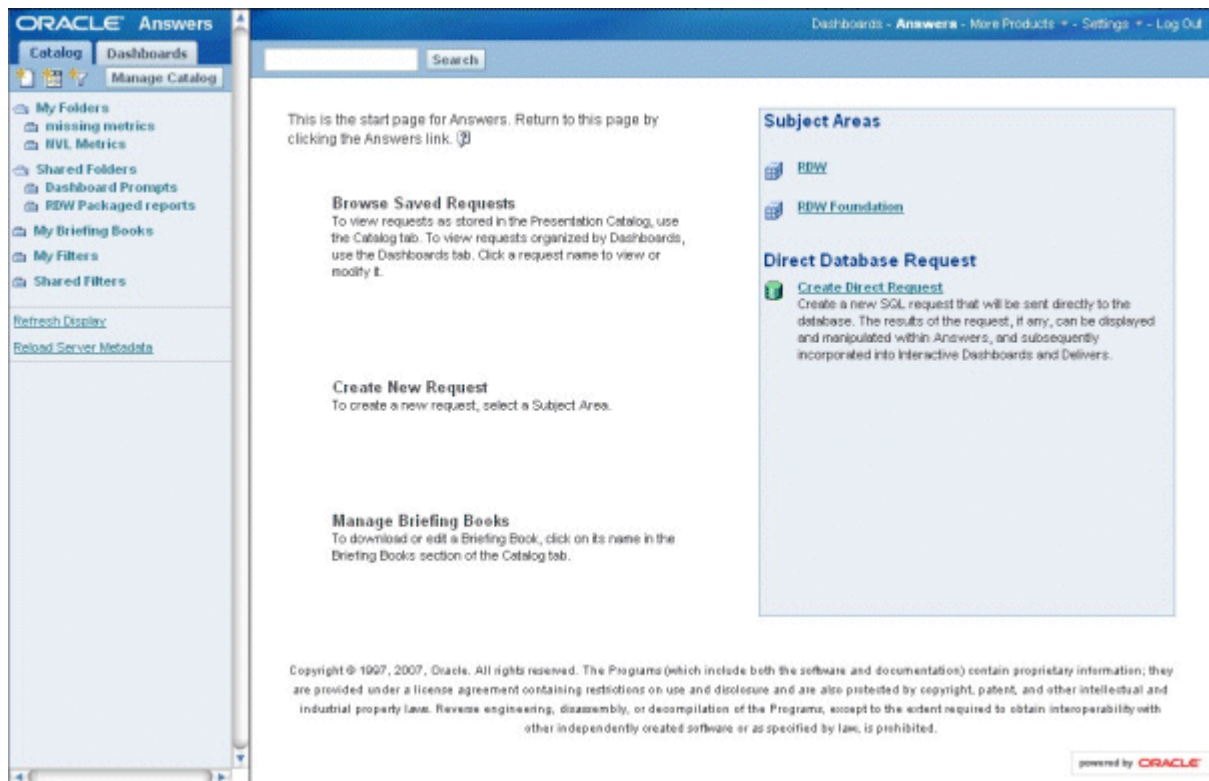 ORACLE Answers
Dashboards - Answers - More Products - Settings - Log Out
Catalog
Dashboards
Manage Catalog
Search
My Folders
missing metrics
NVL Metrics
Shared Folders
Dashboard Prompts
RDW Packaged reports
My Briefing Books
My Filters
Shared Filters
Refresh Display
Reload Server Metadata
This is the start page for Answers. Return to this page by
clicking the Answers link.
Browse Saved Requests
To view requests as stored in the Presentation Catalog, use
the Catalog tab. To view requests organized by Dashboards,
use the Dashboards tab. Click a request name to view or
modify it.
Create New Request
To create a new request, select a Subject Area.
Manage Briefing Books
To download or edit a Briefing Book, click on its name in the
Briefing Books section of the Catalog tab.
Subject Areas
RDW
RDW Foundation
Direct Database Request
Create Direct Request
Create a new SQL request that will be sent directly to the
database. The results of the request, if any, can be displayed
and manipulated within Answers, and subsequently
incorporated into Interactive Dashboards and Delivers.
Copyright © 1997, 2007, Oracle. All rights reserved. The Programs (which include both the software and documentation) contain proprietary information; they
are provided under a license agreement containing restrictions on use and disclosure and are also protected by copyright, patent, and other intellectual and
industrial property laws. Reverse engineering, disassembly, or decompilation of the Programs, except to the extent required to obtain interoperability with
other independently created software or as specified by law, is prohibited.
powered by ORACLE